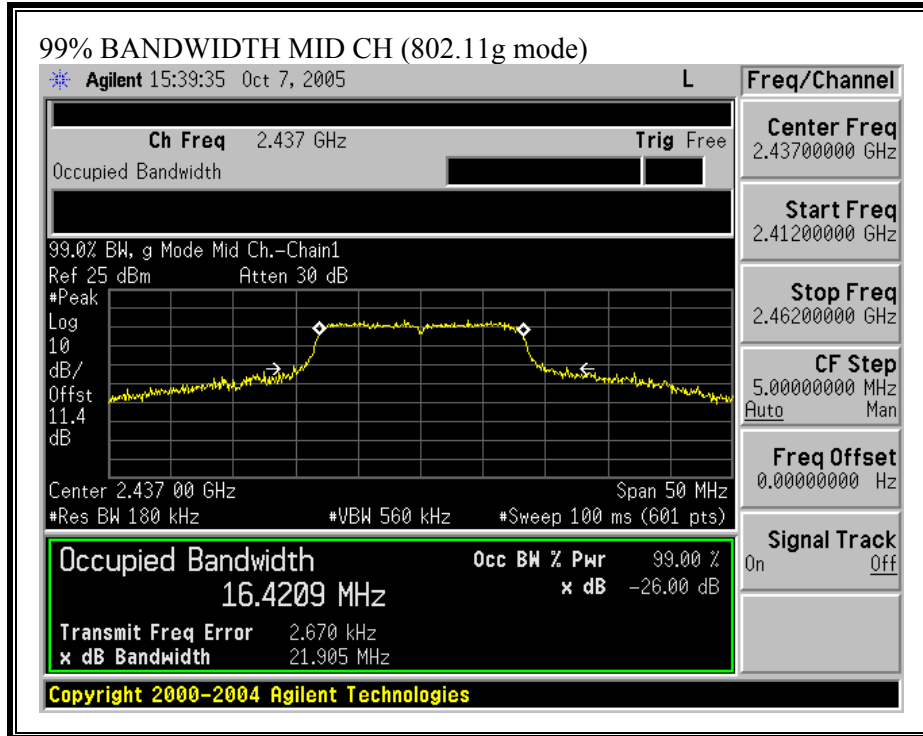 99% BANDWIDTH MID CH (802.11g mode)
Agilent 15:39:35 Oct 7, 2005 L Freq/Channel
Ch Freq 2.437 GHz Trig Free
Occupied Bandwidth
99.0% BW, g Mode Mid Ch.-Chain1
Ref 25 dBm Atten 30 dB
#Peak
Log
10
dB/
Offst
11.4
dB
Center 2.437 00 GHz Span 50 MHz
#Res BW 180 kHz #VBW 560 kHz #Sweep 100 ms (601 pts)
Occupied Bandwidth Occ BW % Pwr 99.00 %
16.4209 MHz x dB -26.00 dB
Transmit Freq Error 2.670 kHz
x dB Bandwidth 21.905 MHz
Center Freq
2.43700000 GHz
Start Freq
2.41200000 GHz
Stop Freq
2.46200000 GHz
CF Step
5.00000000 MHz
Auto Man
Freq Offset
0.00000000 Hz
Signal Track
On Off
Copyright 2000-2004 Agilent Technologies